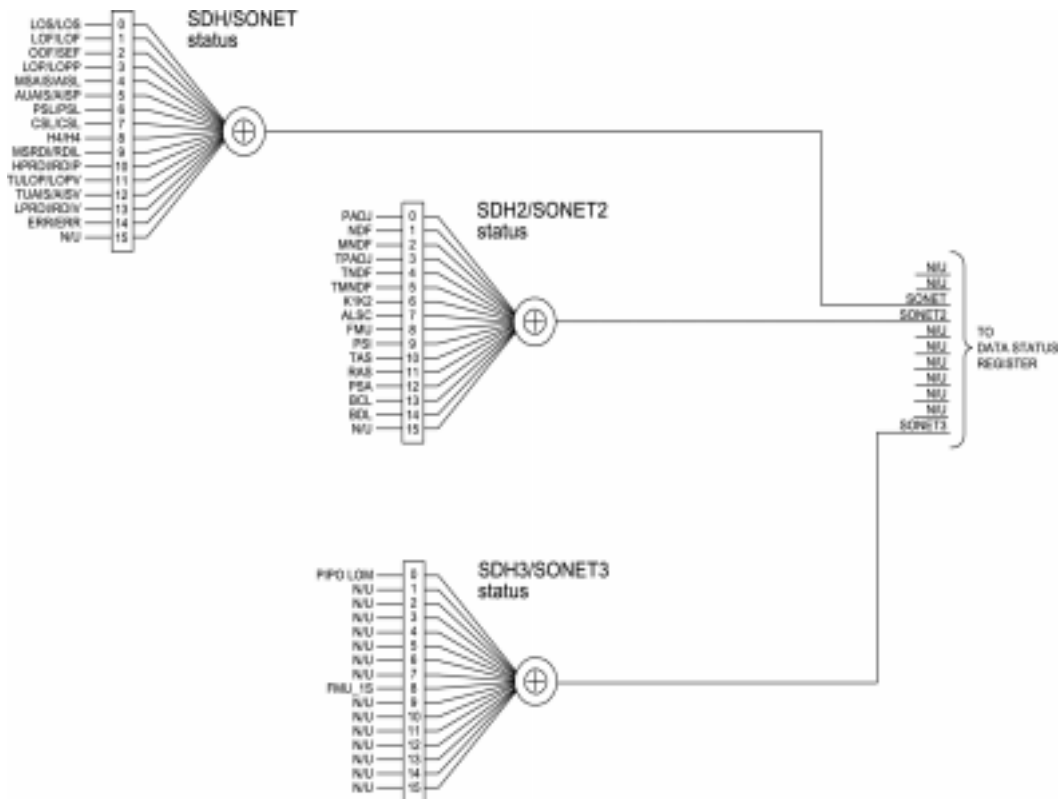 SDH/SONET
status
LOS/LOS 0
LOF/LOF 1
OOF/SEF 2
LOP/LOPP 3
MSAIS/AISL 4
AUAIS/AISP 5
PSL/PSL 6
CSL/CSL 7
H4/H4 8
MSRDI/RDIL 9
HPRDI/RDIP 10
TULOP/LOPV 11
TUAIS/AISV 12
LPRDI/RDIV 13
ERR/ERR 14
N/U 15
SDH2/SONET2
status
PADJ 0
NDF 1
MNDF 2
TPADJ 3
TNDF 4
TMNDF 5
K1K2 6
ALSC 7
FMU 8
PSI 9
TAS 10
RAS 11
PSA 12
BCL 13
BDL 14
N/U 15
N/U
N/U
SONET
SONET2
N/U
N/U
N/U
N/U
N/U
N/U
SONET3
TO
DATA STATUS
REGISTER
SDH3/SONET3
status
PIPO LOM 0
N/U 1
N/U 2
N/U 3
N/U 4
N/U 5
N/U 6
N/U 7
FMU_1S 8
N/U 9
N/U 10
N/U 11
N/U 12
N/U 13
N/U 14
N/U 15